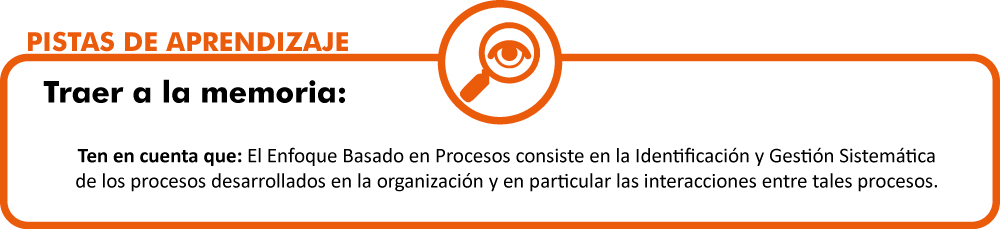 PISTAS DE APRENDIZAJE
Traer a la memoria:
Ten en cuenta que: El Enfoque Basado en Procesos consiste en la Identificación y Gestión Sistemática
de los procesos desarrollados en la organización y en particular las interacciones entre tales procesos.